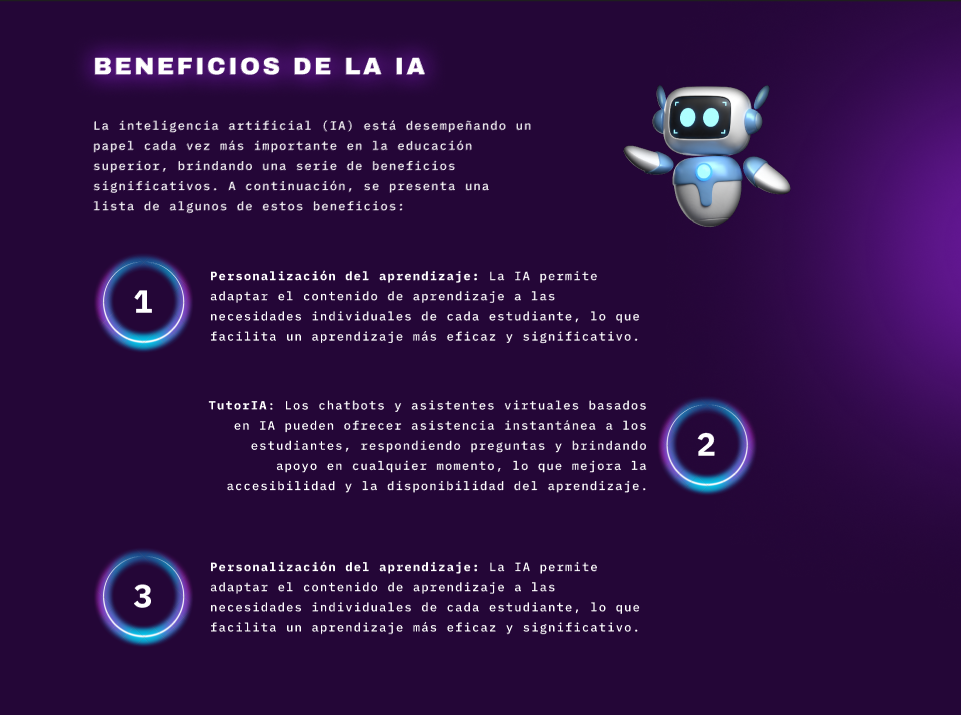 BENEFICIOS DE LA IA
La inteligencia artificial (IA) está desempeñando un
papel cada vez más importante en la educación
superior, brindando una serie de beneficios
significativos. A continuación, se presenta una
lista de algunos de estos beneficios:
1
Personalización del aprendizaje: La IA permite
adaptar el contenido de aprendizaje a las
necesidades individuales de cada estudiante, lo que
facilita un aprendizaje más eficaz y significativo.
TutorIA: Los chatbots y asistentes virtuales basados
en IA pueden ofrecer asistencia instantánea a los
estudiantes, respondiendo preguntas y brindando
apoyo en cualquier momento, lo que mejora la
accesibilidad y la disponibilidad del aprendizaje.
2
3
Personalización del aprendizaje: La IA permite
adaptar el contenido de aprendizaje a las
necesidades individuales de cada estudiante, lo que
facilita un aprendizaje más eficaz y significativo.